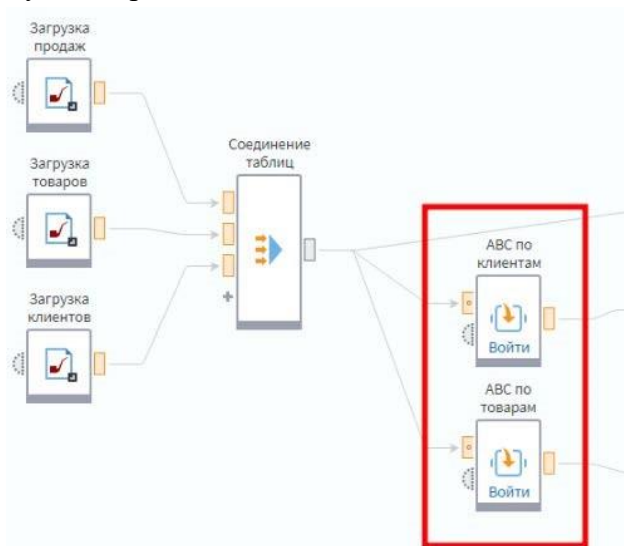 Загрузка
продаж
Соединение
таблиц
Загрузка
товаров
АВС по
клиентам
Войти
Загрузка
клиентов
АВС по
товарам
Войти